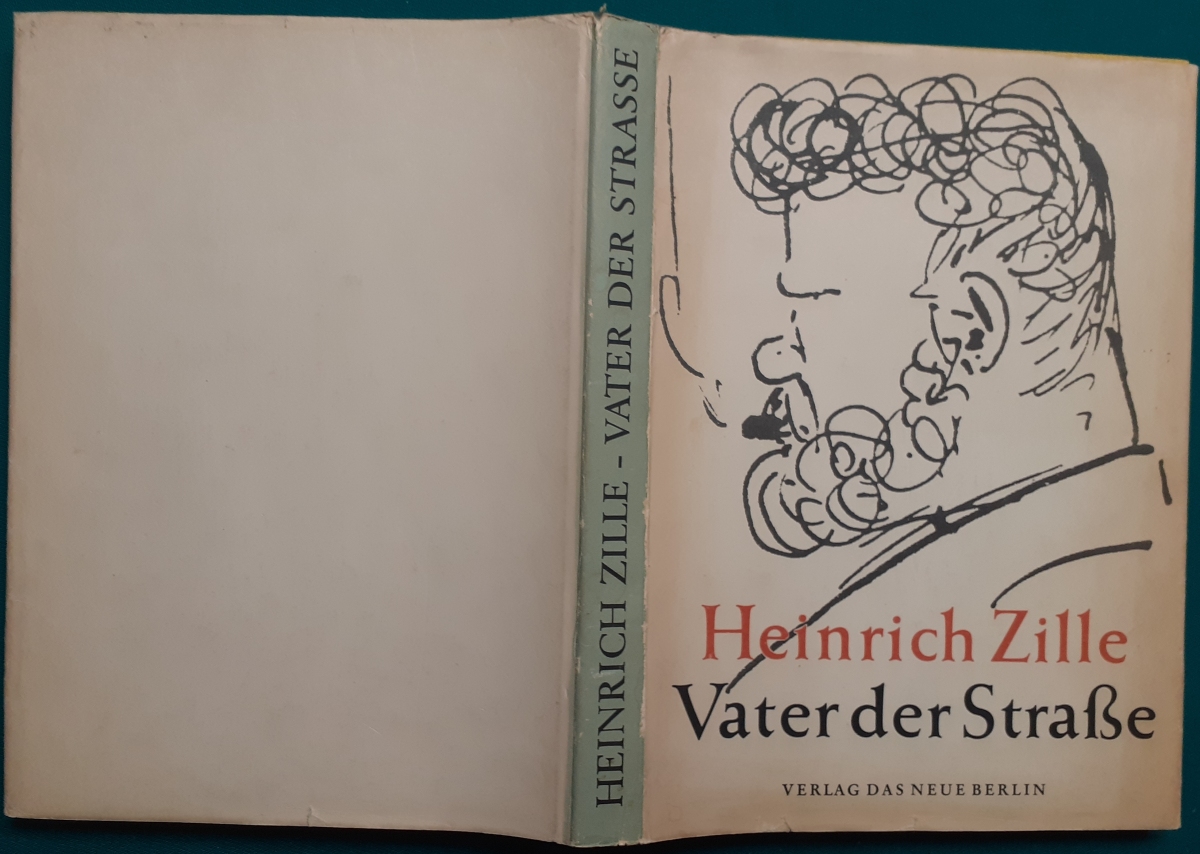 HEINRICH ZILLE - VATER DER STRASSE
Heinrich Zille
Vater der Straße
VERLAG DAS NEUE BERLIN